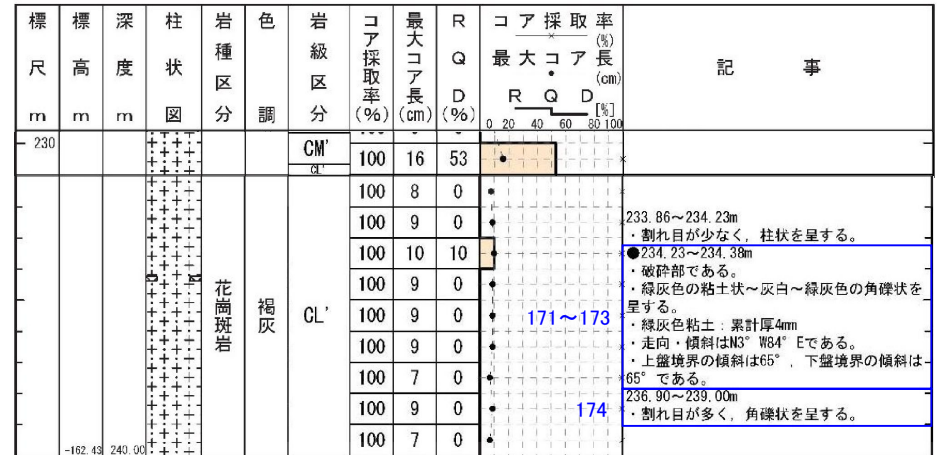 標尺m 標高m 深度m 柱状図 岩種区分 色調 岩級区分 コア採取率(%) 最大コア長(cm) RQD(%) コア採取率(%) 最大コア長(cm) RQD[%] 記事
0 20 40 60 80 100
230 CM' CL' 100 16 53
100 8 0
100 9 0
233.86～234.23m
・割れ目が少なく，柱状を呈する。
100 10 10
●234.23～234.38m
・破砕部である。
100 9 0
・緑灰色の粘土状～灰白～緑灰色の角礫状を
呈する。
花崗斑岩 褐灰 CL' 100 9 0 171～173
・緑灰色粘土：累計厚4mm
・走向・傾斜はN3°W84°Eである。
100 9 0
・上盤境界の傾斜は65°，下盤境界の傾斜は
65°である。
100 7 0
236.90～239.00m
100 9 0 174
・割れ目が多く，角礫状を呈する。
100 7 0
-162.43 240.00